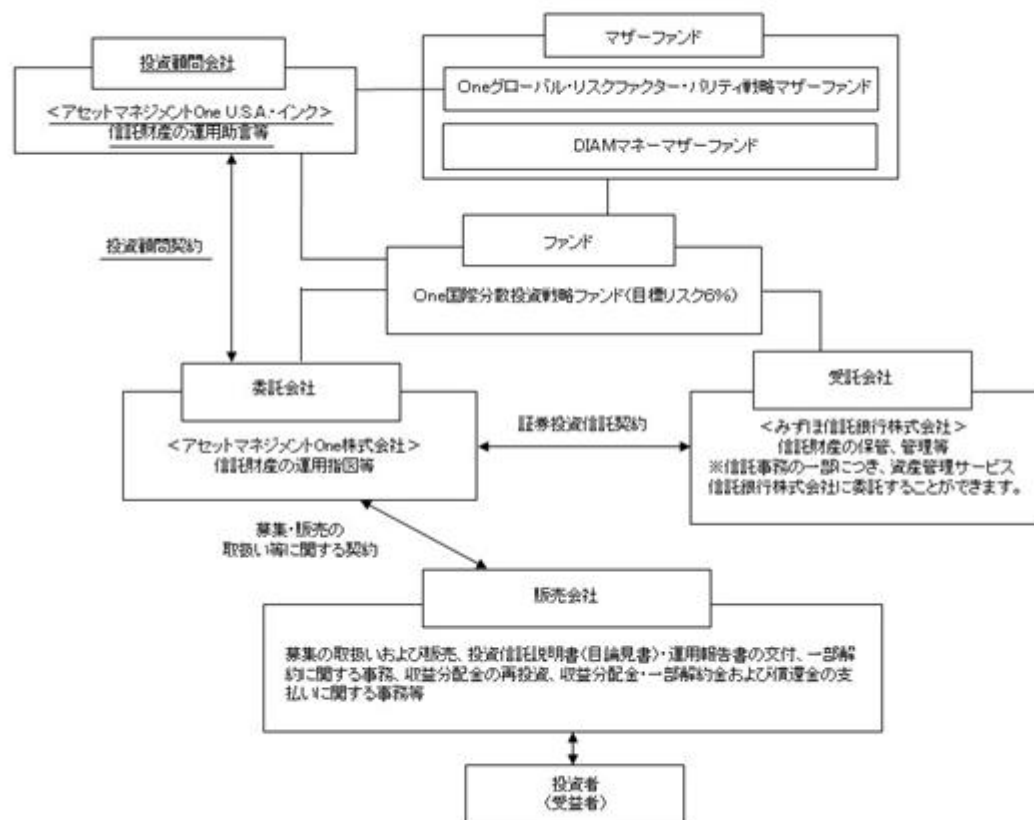 マザーファンド
投資顧問会社
Oneグローバル・リスクファクター・パリティ戦略マザーファンド
＜アセットマネジメントOne U.S.A.・インク＞
信託財産の運用助言等
DIAMマネーマザーファンド
投資顧問契約
ファンド
One国際分散投資戦略ファンド(目標リスク6%)
委託会社
受託会社
＜アセットマネジメントOne株式会社＞
信託財産の運用指図等
証券投資信託契約
＜みずほ信託銀行株式会社＞
信託財産の保管、管理等
※信託事務の一部につき、資産管理サービス
信託銀行株式会社に委託することができます。
募集・販売の
取扱い等に関する契約
販売会社
募集の取扱いおよび販売、投資信託説明書(目論見書)・運用報告書の交付、一部解
約に関する事務、収益分配金の再投資、収益分配金・一部解約金および償還金の支
払いに関する事務等
投資者
(受益者)